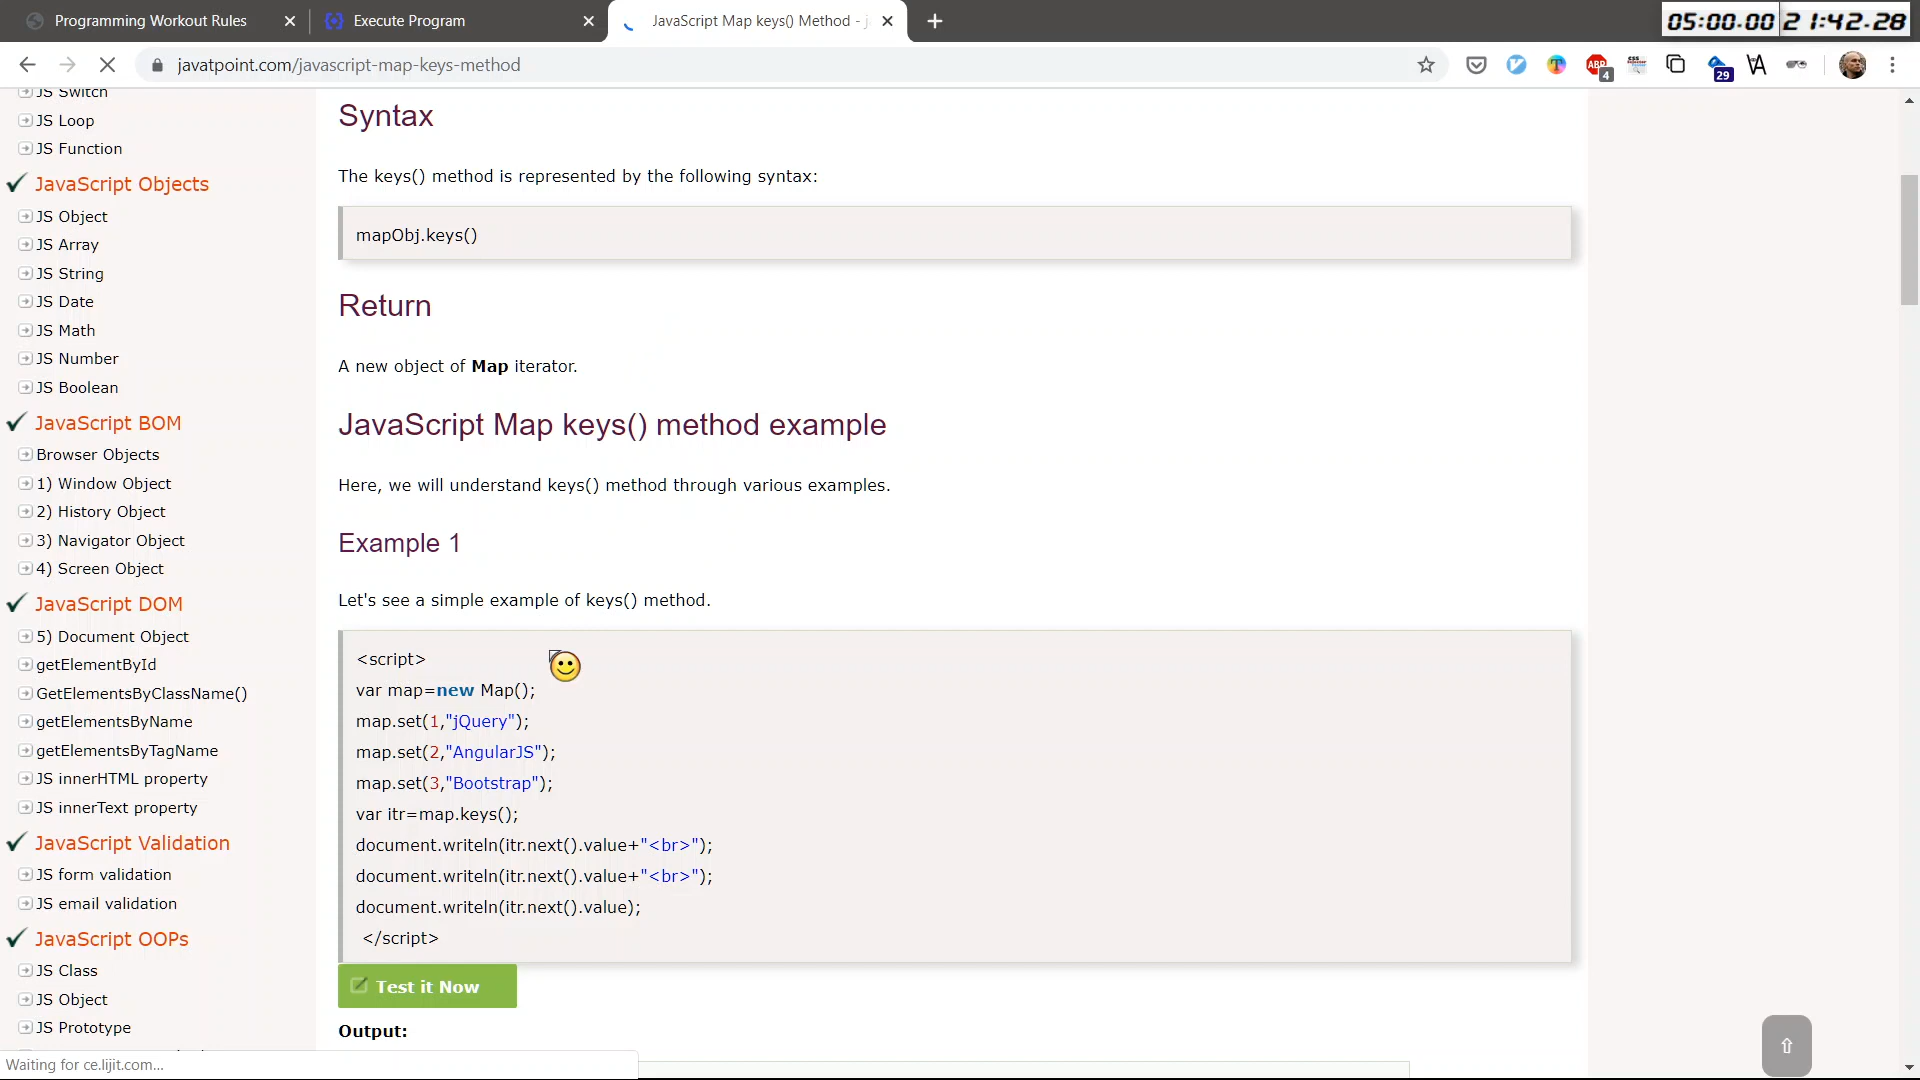 Programming Workout Rules
Execute Program
JavaScript Map keys() Method - j
05:00.00 21:42.28
javatpoint.com/javascript-map-keys-method
ABP
4
CSS
29
JS Switch
JS Loop
JS Function
JavaScript Objects
JS Object
JS Array
JS String
JS Date
JS Math
JS Number
JS Boolean
JavaScript BOM
Browser Objects
1) Window Object
2) History Object
3) Navigator Object
4) Screen Object
JavaScript DOM
5) Document Object
getElementById
GetElementsByClassName()
getElementsByName
getElementsByTagName
JS innerHTML property
JS innerText property
JavaScript Validation
JS form validation
JS email validation
JavaScript OOPs
JS Class
JS Object
JS Prototype
Syntax
The keys() method is represented by the following syntax:
mapObj.keys()
Return
A new object of Map iterator.
JavaScript Map keys() method example
Here, we will understand keys() method through various examples.
Example 1
Let's see a simple example of keys() method.
<script>
var map=new Map();
map.set(1,"jQuery");
map.set(2,"AngularJS");
map.set(3,"Bootstrap");
var itr=map.keys();
document.writeln(itr.next().value+"<br>");
document.writeln(itr.next().value+"<br>");
document.writeln(itr.next().value);
</script>
Test it Now
Output:
Waiting for ce.lijit.com...